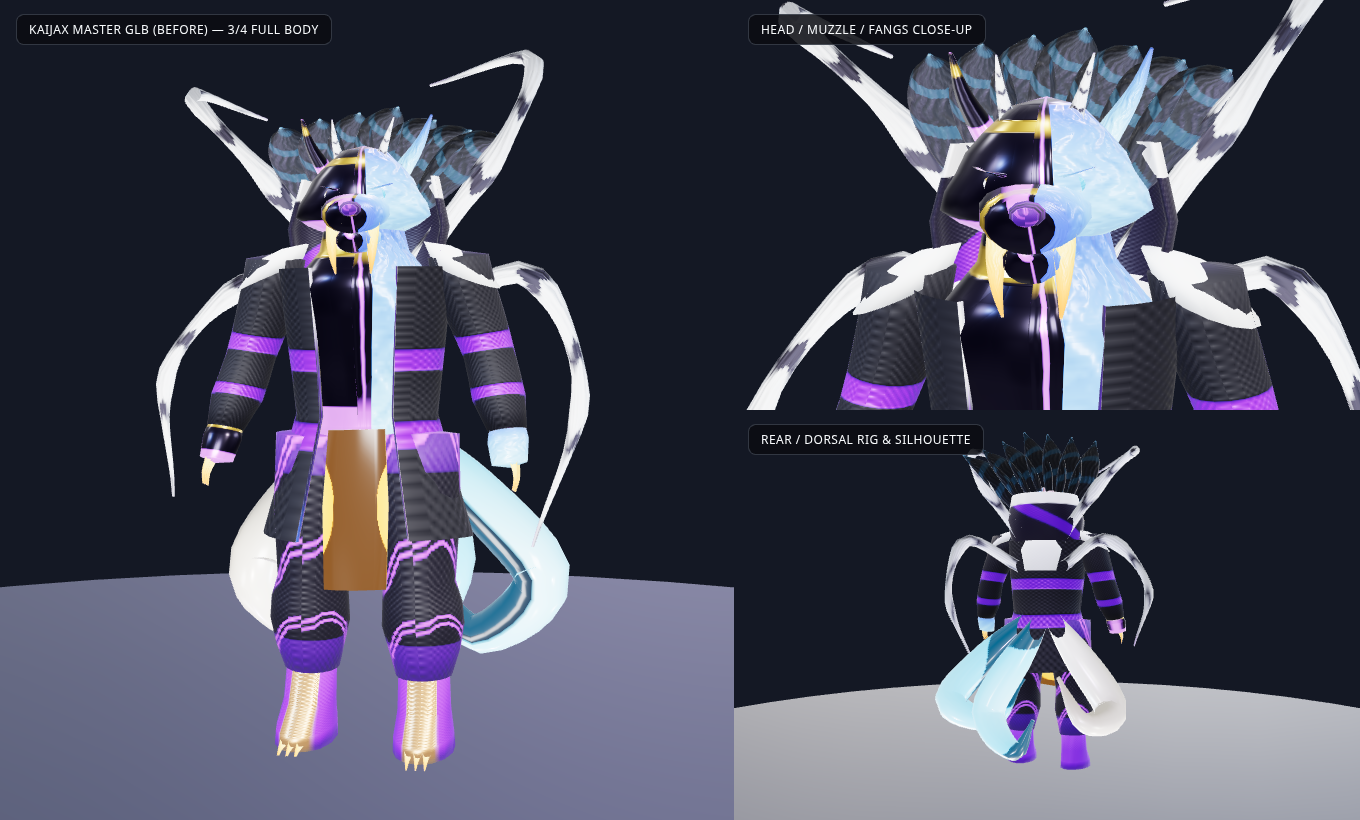 KAIJAX MASTER GLB (BEFORE) — 3/4 FULL BODY
HEAD / MUZZLE / FANGS CLOSE-UP
REAR / DORSAL RIG & SILHOUETTE